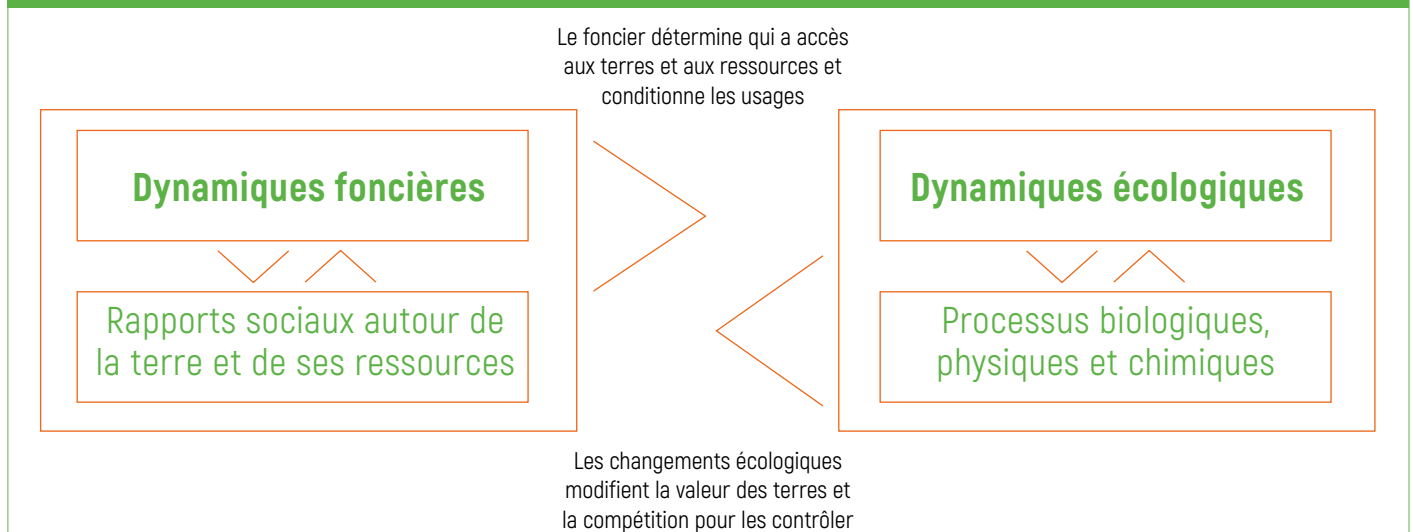 Le foncier détermine qui a accès
aux terres et aux ressources et
conditionne les usages
Dynamiques foncières
Rapports sociaux autour de
la terre et de ses ressources
Dynamiques écologiques
Processus biologiques,
physiques et chimiques
Les changements écologiques
modifient la valeur des terres et
la compétition pour les contrôler